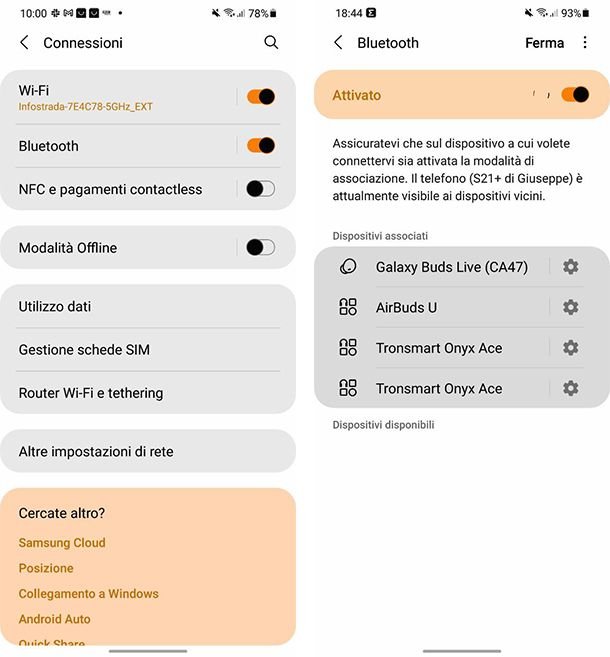 10:00
78%
Connessioni
Wi-Fi
Infostrada-7E4C78-5GHz_EXT
Bluetooth
NFC e pagamenti contactless
Modalità Offline
Utilizzo dati
Gestione schede SIM
Router Wi-Fi e tethering
Altre impostazioni di rete
Cercate altro?
Samsung Cloud
Posizione
Collegamento a Windows
Android Auto
Quick Share
18:44
93%
Bluetooth
Ferma
Attivato
Assicuratevi che sul dispositivo a cui volete
connettervi sia attivata la modalità di
associazione. Il telefono (S21+ di Giuseppe) è
attualmente visibile ai dispositivi vicini.
Dispositivi associati
Galaxy Buds Live (CA47)
AirBuds U
Tronsmart Onyx Ace
Tronsmart Onyx Ace
Dispositivi disponibili